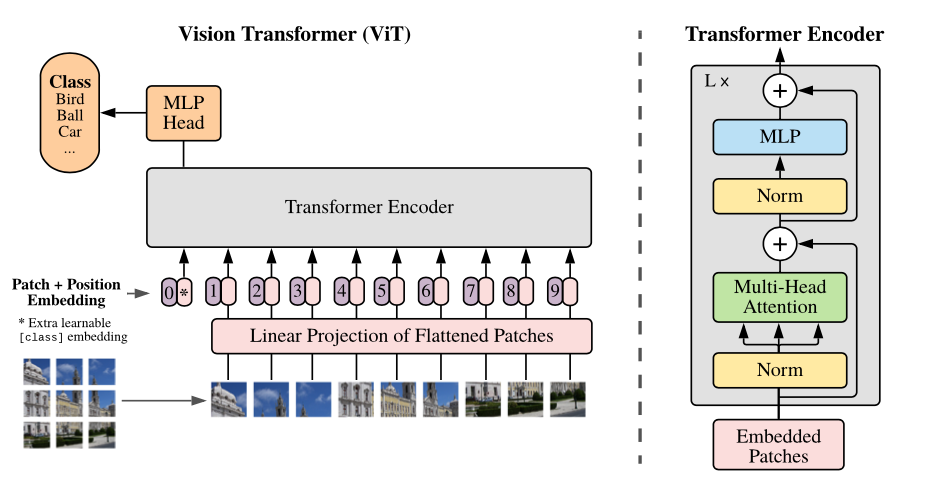 Vision Transformer (ViT)
Class
Bird
Ball
Car
...
MLP
Head
Transformer Encoder
Patch + Position
Embedding
0 * 1 2 3 4 5 6 7 8 9
* Extra learnable
[class] embedding
Linear Projection of Flattened Patches
Transformer Encoder
L ×
+
MLP
Norm
+
Multi-Head
Attention
Norm
Embedded
Patches